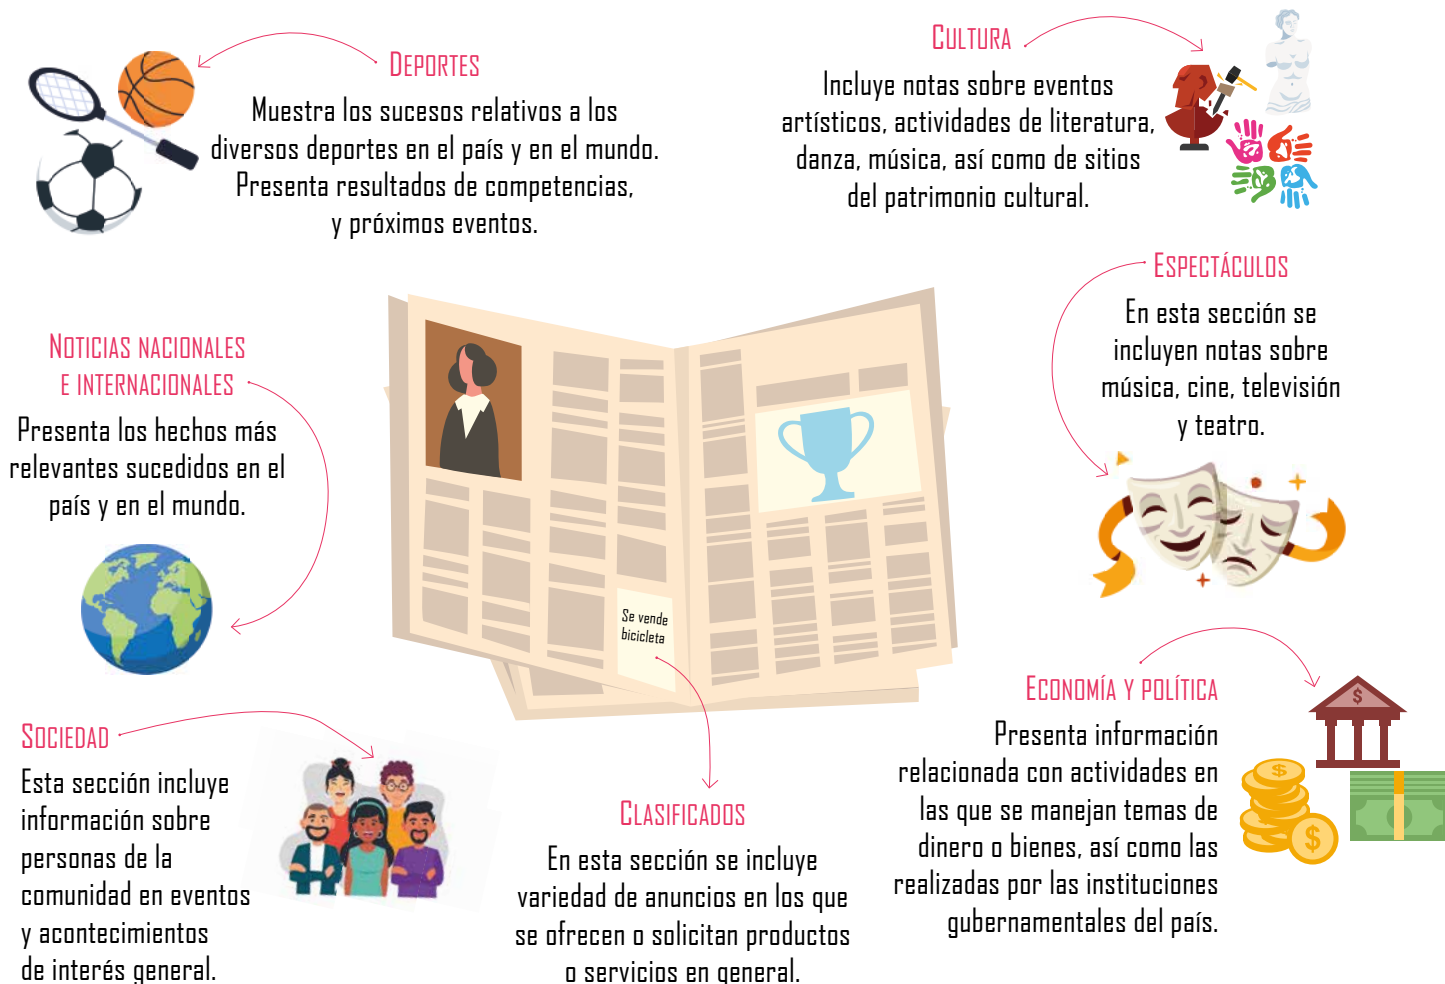 DEPORTES
Muestra los sucesos relativos a los
diversos deportes en el país y en el mundo.
Presenta resultados de competencias,
y próximos eventos.
CULTURA
Incluye notas sobre eventos
artísticos, actividades de literatura,
danza, música, así como de sitios
del patrimonio cultural.
ESPECTÁCULOS
En esta sección se
incluyen notas sobre
música, cine, televisión
y teatro.
NOTICIAS NACIONALES
E INTERNACIONALES
Presenta los hechos más
relevantes sucedidos en el
país y en el mundo.
Se vende
bicicleta
ECONOMÍA Y POLÍTICA
Presenta información
relacionada con actividades en
las que se manejan temas de
dinero o bienes, así como las
realizadas por las instituciones
gubernamentales del país.
SOCIEDAD
Esta sección incluye
información sobre
personas de la
comunidad en eventos
y acontecimientos
de interés general.
CLASIFICADOS
En esta sección se incluye
variedad de anuncios en los que
se ofrecen o solicitan productos
o servicios en general.